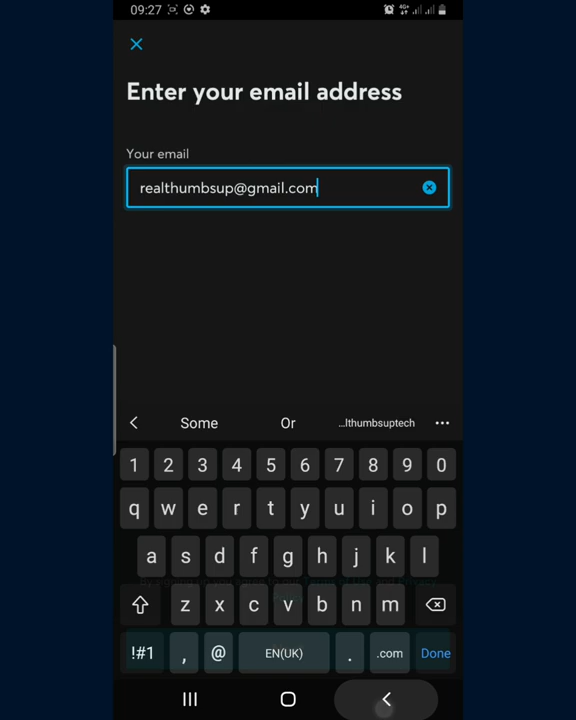 09:27
Enter your email address
Your email
realthumbsup@gmail.com
Some Or ...lthumbsuptech
1 2 3 4 5 6 7 8 9 0
q w e r t y u i o p
a s d f g h j k l
z x c v b n m
!#1 , @ EN(UK) . .com Done